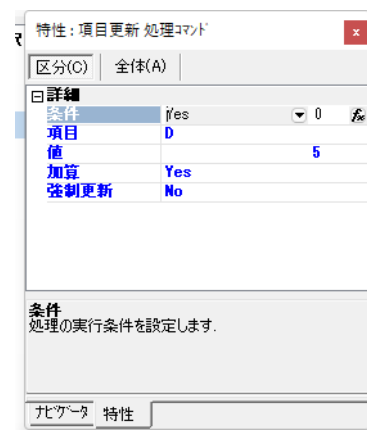 特性：項目更新 処理ｺﾏﾝﾄﾞ
x
区分(C) 全体(A)
詳細
条件 Yes 0 fx
項目 D
値 5
加算 Yes
強制更新 No
条件
処理の実行条件を設定します.
ﾅﾋﾞｹﾞｰﾀ 特性